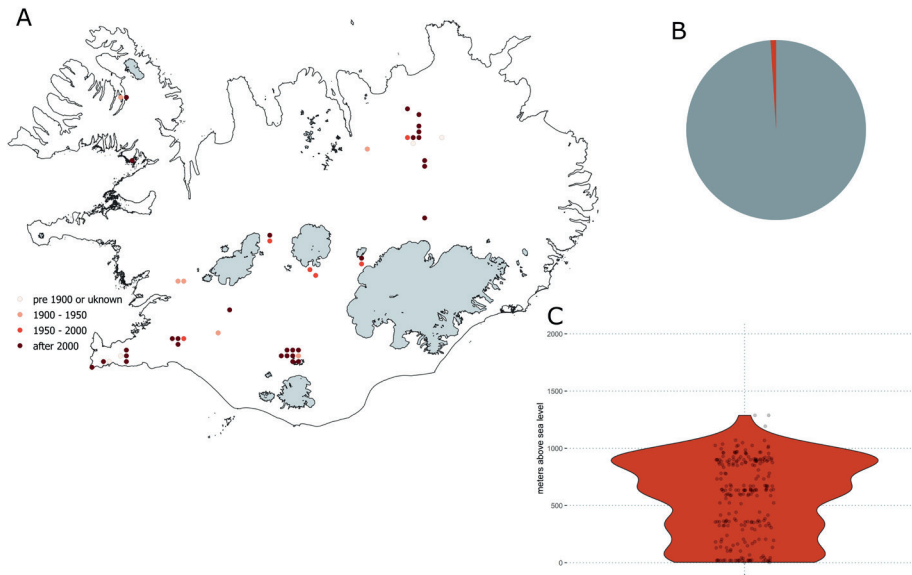 A
B
pre 1900 or uknown
1900 - 1950
1950 - 2000
after 2000
C
meters above sea level
2000
1500
1000
500
0